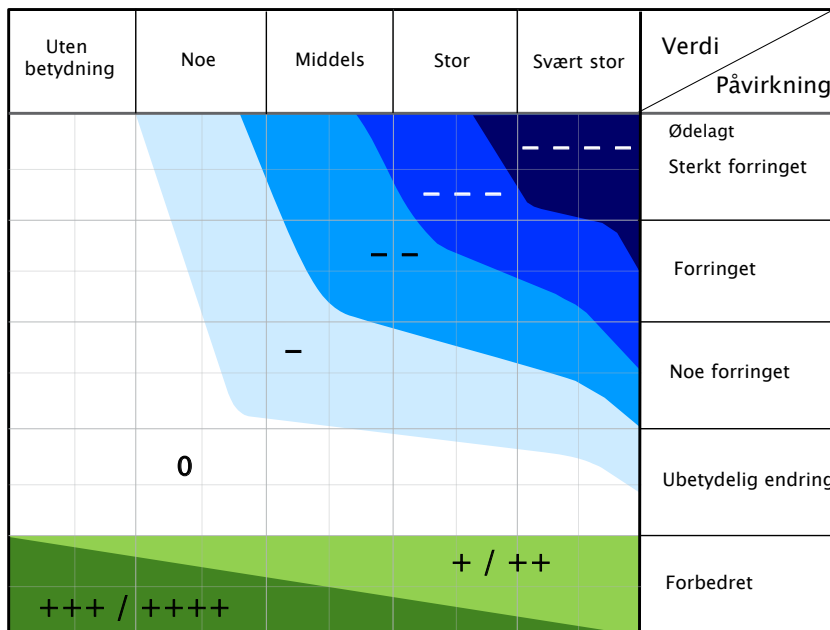 Uten
betydning
Noe
Middels
Stor
Svært stor
Verdi
Påvirkning
Ødelagt
– – – –
Sterkt forringet
– – –
– –
Forringet
–
Noe forringet
0
Ubetydelig endring
+ / ++
Forbedret
+++ / ++++